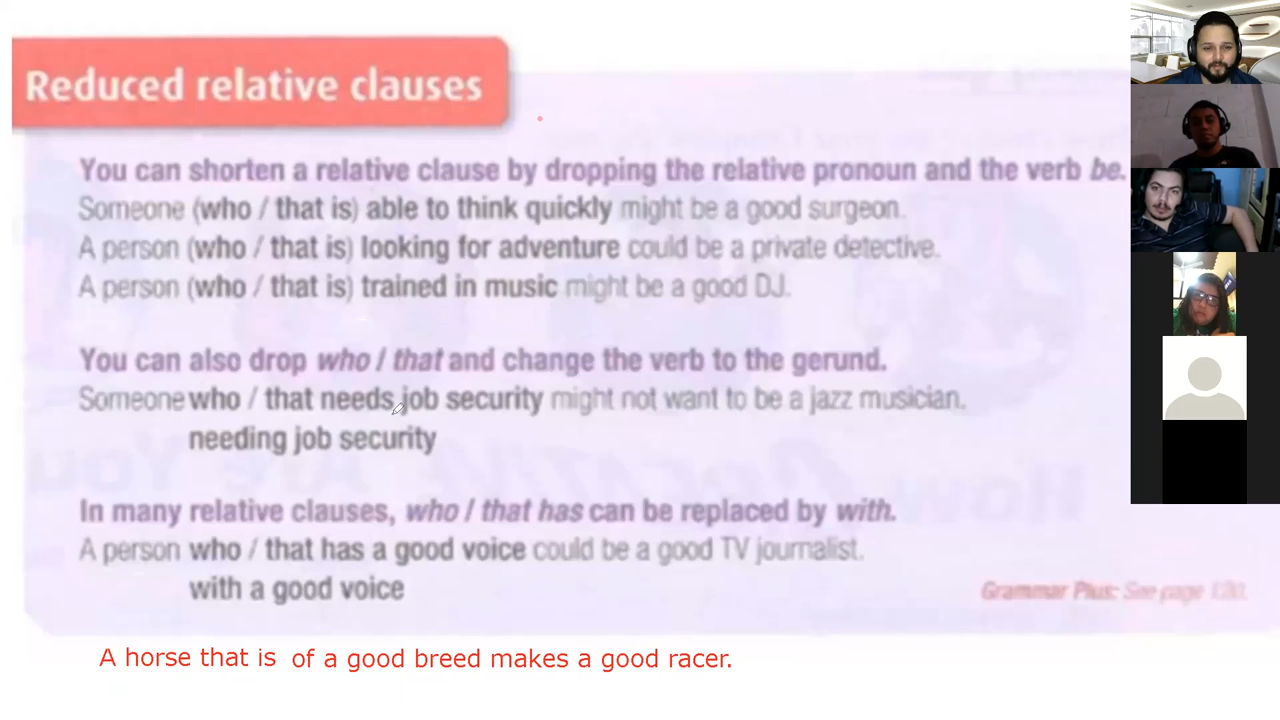 Reduced relative clauses
You can shorten a relative clause by dropping the relative pronoun and the verb be.
Someone (who / that is) able to think quickly might be a good surgeon.
A person (who / that is) looking for adventure could be a private detective.
A person (who / that is) trained in music might be a good DJ.
You can also drop who / that and change the verb to the gerund.
Someone who / that needs job security might not want to be a jazz musician.
needing job security
In many relative clauses, who / that has can be replaced by with.
A person who / that has a good voice could be a good TV journalist.
with a good voice
Grammar Plus: See page
A horse that is of a good breed makes a good racer.